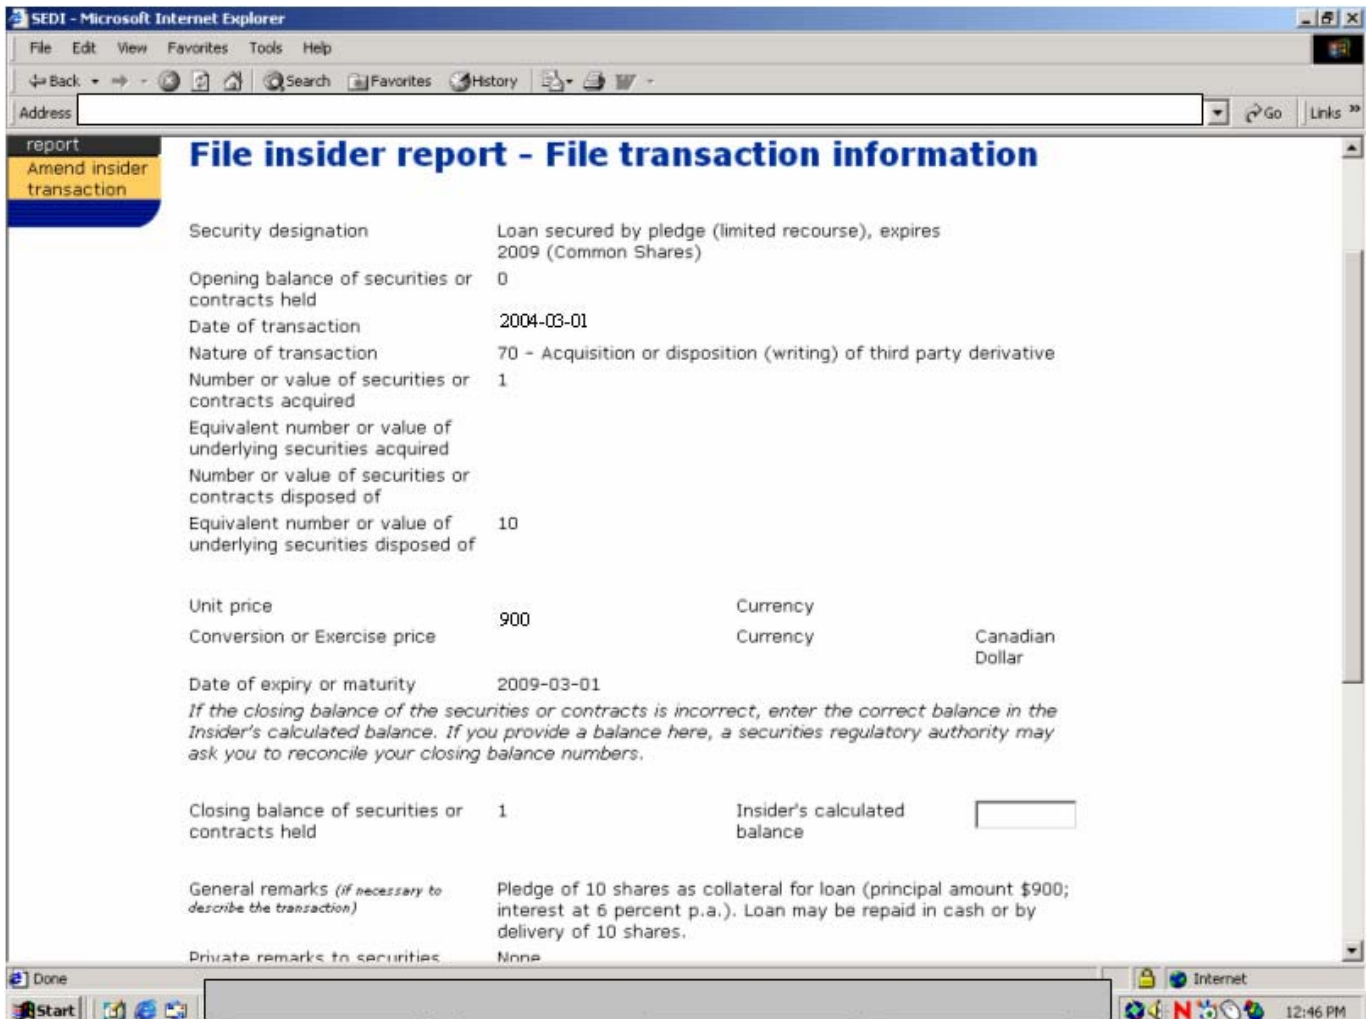 SEDI - Microsoft Internet Explorer
File Edit View Favorites Tools Help
Back Search Favorites History
Address Go Links »
report
Amend insider
transaction
File insider report - File transaction information
Security designation Loan secured by pledge (limited recourse), expires
2009 (Common Shares)
Opening balance of securities or 0
contracts held
Date of transaction 2004-03-01
Nature of transaction 70 - Acquisition or disposition (writing) of third party derivative
Number or value of securities or 1
contracts acquired
Equivalent number or value of
underlying securities acquired
Number or value of securities or
contracts disposed of
Equivalent number or value of 10
underlying securities disposed of
Unit price Currency
900
Conversion or Exercise price Currency Canadian
Dollar
Date of expiry or maturity 2009-03-01
If the closing balance of the securities or contracts is incorrect, enter the correct balance in the
Insider's calculated balance. If you provide a balance here, a securities regulatory authority may
ask you to reconcile your closing balance numbers.
Closing balance of securities or 1 Insider's calculated
contracts held balance
General remarks (if necessary to Pledge of 10 shares as collateral for loan (principal amount $900;
describe the transaction) interest at 6 percent p.a.). Loan may be repaid in cash or by
delivery of 10 shares.
Private remarks to securities None
Done Internet
Start 12:46 PM